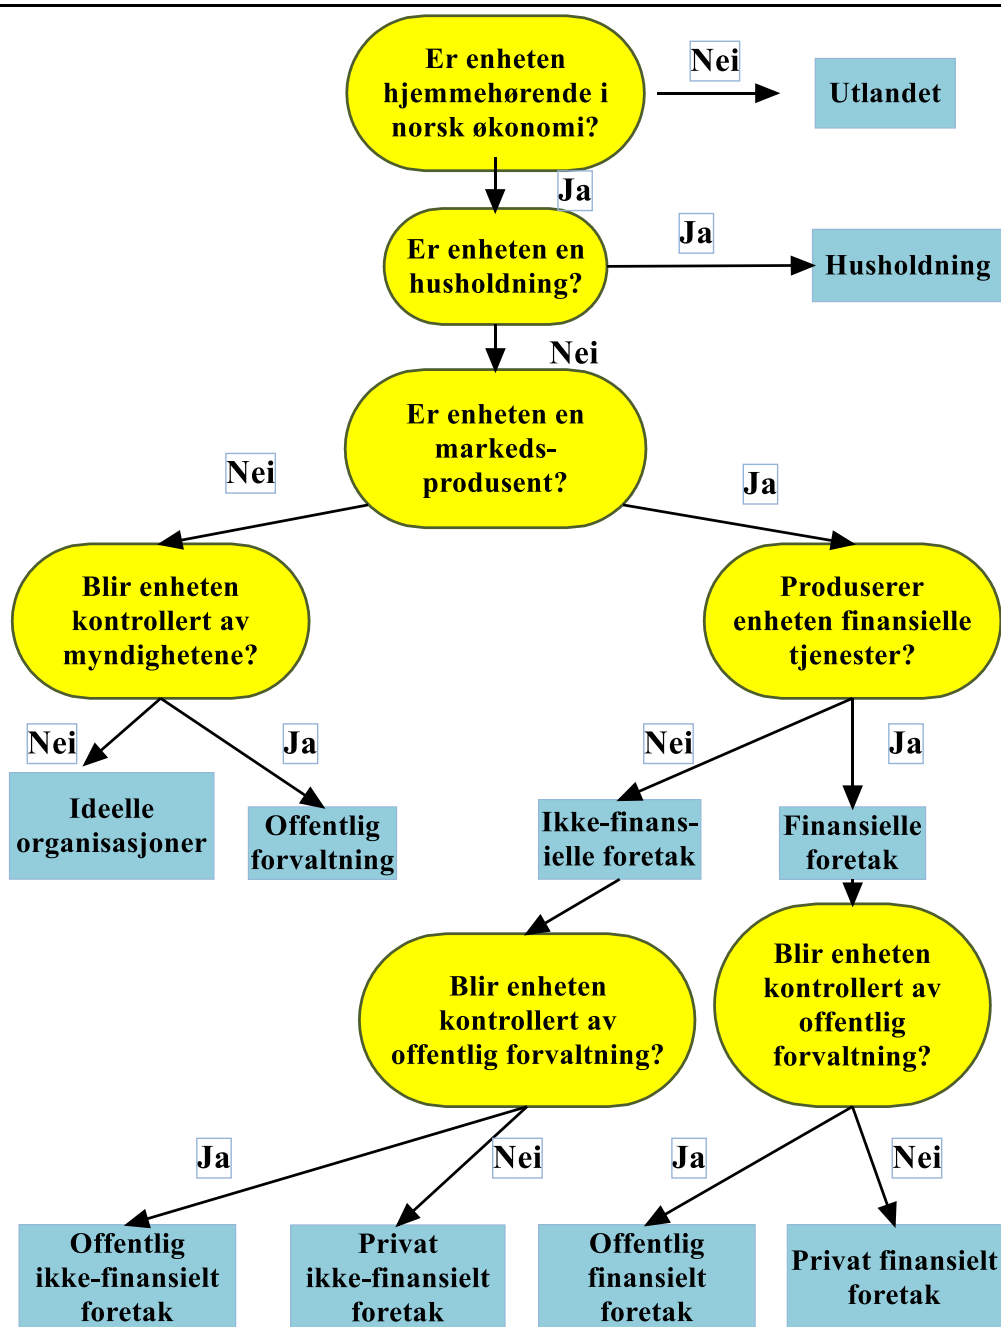 Er enheten
hjemmehørende i
norsk økonomi?
Nei
Utlandet
Ja
Er enheten en
husholdning?
Ja
Husholdning
Nei
Er enheten en
markeds-
produsent?
Nei
Ja
Blir enheten
kontrollert av
myndighetene?
Produserer
enheten finansielle
tjenester?
Nei
Ja
Nei
Ja
Ideelle
organisasjoner
Offentlig
forvaltning
Ikke-finans-
ielle foretak
Finansielle
foretak
Blir enheten
kontrollert av
offentlig forvaltning?
Blir enheten
kontrollert av
offentlig
forvaltning?
Ja
Nei
Ja
Nei
Offentlig
ikke-finansielt
foretak
Privat
ikke-finansielt
foretak
Offentlig
finansielt
foretak
Privat finansielt
foretak